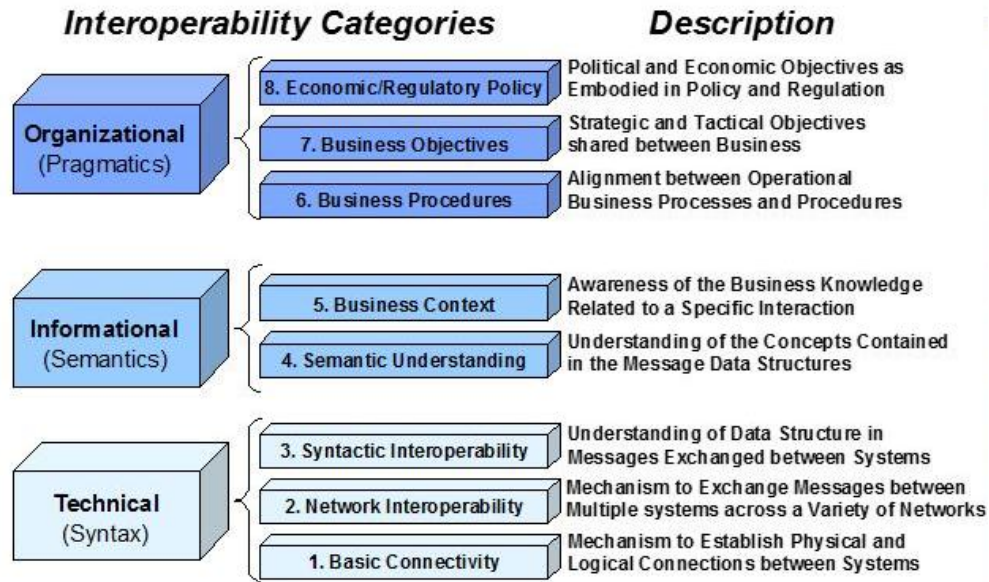 Interoperability Categories
Description
Organizational
(Pragmatics)
8. Economic/Regulatory Policy
Political and Economic Objectives as
Embodied in Policy and Regulation
7. Business Objectives
Strategic and Tactical Objectives
shared between Business
6. Business Procedures
Alignment between Operational
Business Processes and Procedures
Informational
(Semantics)
5. Business Context
Awareness of the Business Knowledge
Related to a Specific Interaction
4. Semantic Understanding
Understanding of the Concepts Contained
in the Message Data Structures
Technical
(Syntax)
3. Syntactic Interoperability
Understanding of Data Structure in
Messages Exchanged between Systems
2. Network Interoperability
Mechanism to Exchange Messages between
Multiple systems across a Variety of Networks
1. Basic Connectivity
Mechanism to Establish Physical and
Logical Connections between Systems